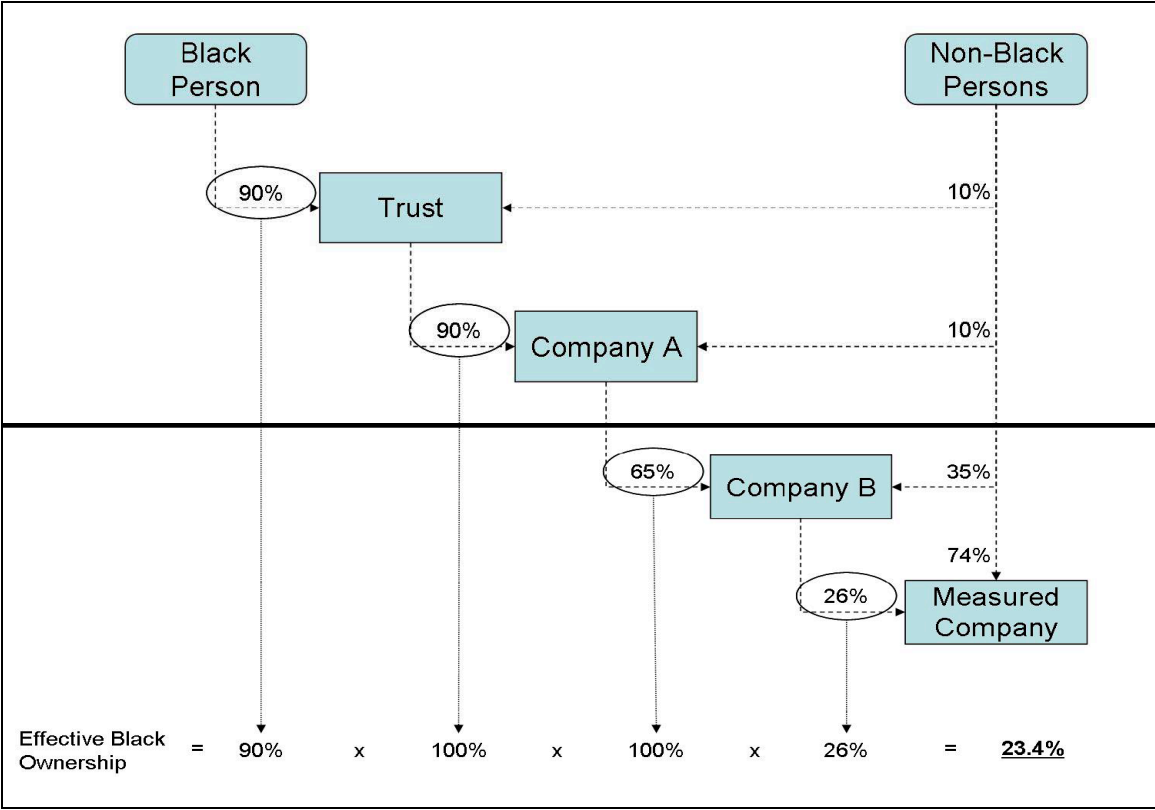 Black
Person
Non-Black
Persons
90%
Trust
10%
90%
Company A
10%
65%
Company B
35%
74%
26%
Measured
Company
Effective Black
Ownership
= 90% x 100% x 100% x 26% = 23.4%